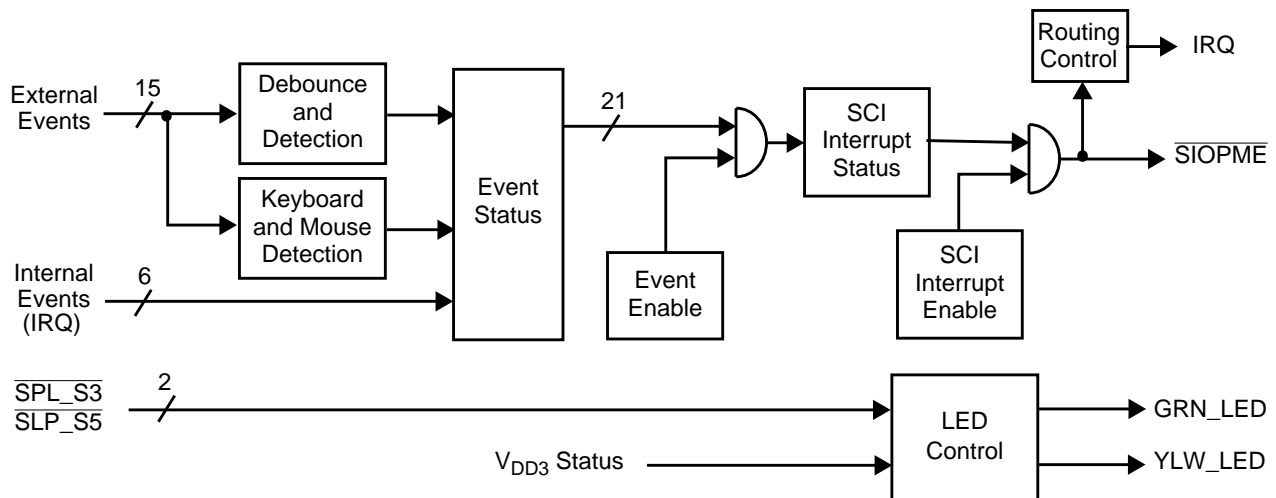 External
Events
15
Debounce
and
Detection
Keyboard
and Mouse
Detection
Internal
Events
(IRQ)
6
Event
Status
21
Event
Enable
SCI
Interrupt
Status
SCI
Interrupt
Enable
Routing
Control
IRQ
SIOPME
SPL_S3
SLP_S5
2
VDD3 Status
LED
Control
GRN_LED
YLW_LED